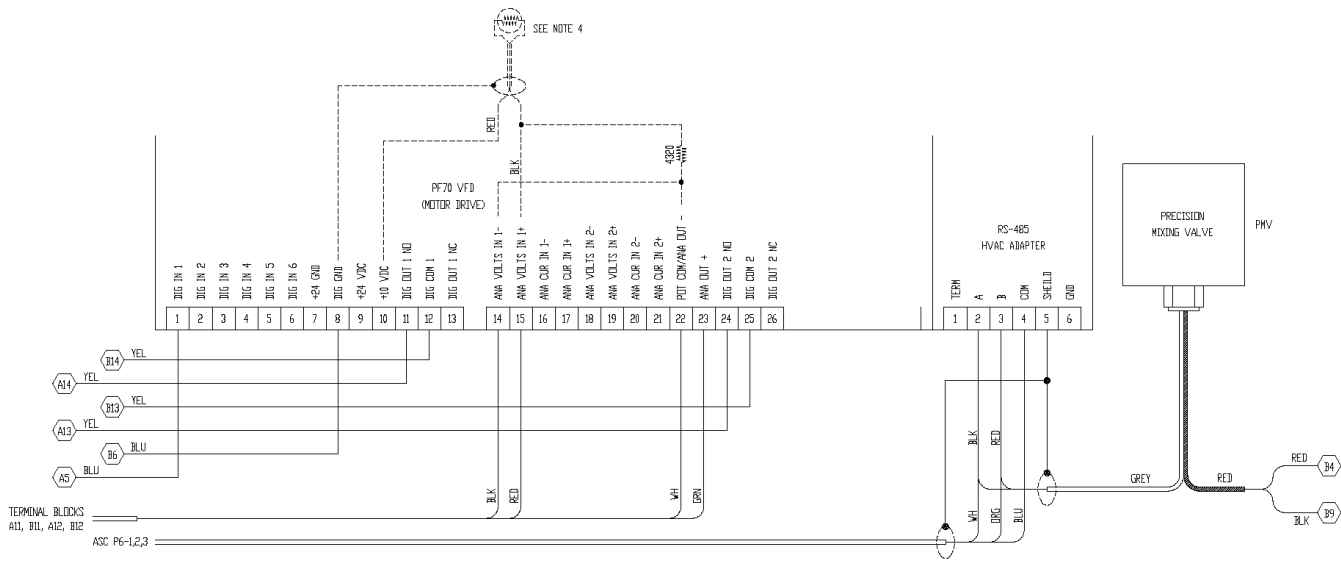 SEE NOTE 4
RED
BLK
4320
PF70 VFD
(MOTOR DRIVE)
DIG IN 1
DIG IN 2
DIG IN 3
DIG IN 4
DIG IN 5
DIG IN 6
+24 GND
DIG GND
+24 VDC
+10 VDC
DIG OUT 1 NO
DIG COM 1
DIG OUT 1 NC
ANA VOLTS IN 1-
ANA VOLTS IN 1+
ANA CUR IN 1-
ANA CUR IN 1+
ANA VOLTS IN 2-
ANA VOLTS IN 2+
ANA CUR IN 2-
ANA CUR IN 2+
POT COM/ANA OUT -
ANA OUT +
DIG OUT 2 NO
DIG COM 2
DIG OUT 2 NC
1 2 3 4 5 6 7 8 9 10 11 12 13
14 15 16 17 18 19 20 21 22 23 24 25 26
RS-485
HVAC ADAPTER
TERM
A
B
COM
SHEILD
GND
1 2 3 4 5 6
PRECISION
MIXING VALVE
PMV
B14 YEL
A14 YEL
B13 YEL
A13 YEL
B6 BLU
A5 BLU
BLK
RED
WH
GRN
BLK
RED
WH
ORG
BLU
GREY
RED
RED B4
BLK B9
TERMINAL BLOCKS
A11, B11, A12, B12
ASC P6-1,2,3